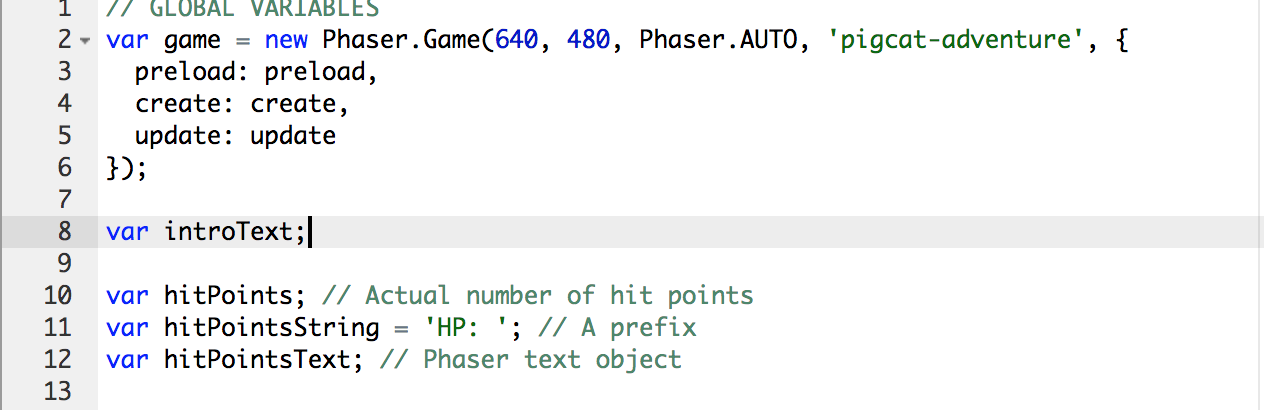 1 // GLOBAL VARIABLES
2 var game = new Phaser.Game(640, 480, Phaser.AUTO, 'pigcat-adventure', {
3   preload: preload,
4   create: create,
5   update: update
6 });
7
8 var introText;
9
10 var hitPoints; // Actual number of hit points
11 var hitPointsString = 'HP: '; // A prefix
12 var hitPointsText; // Phaser text object
13